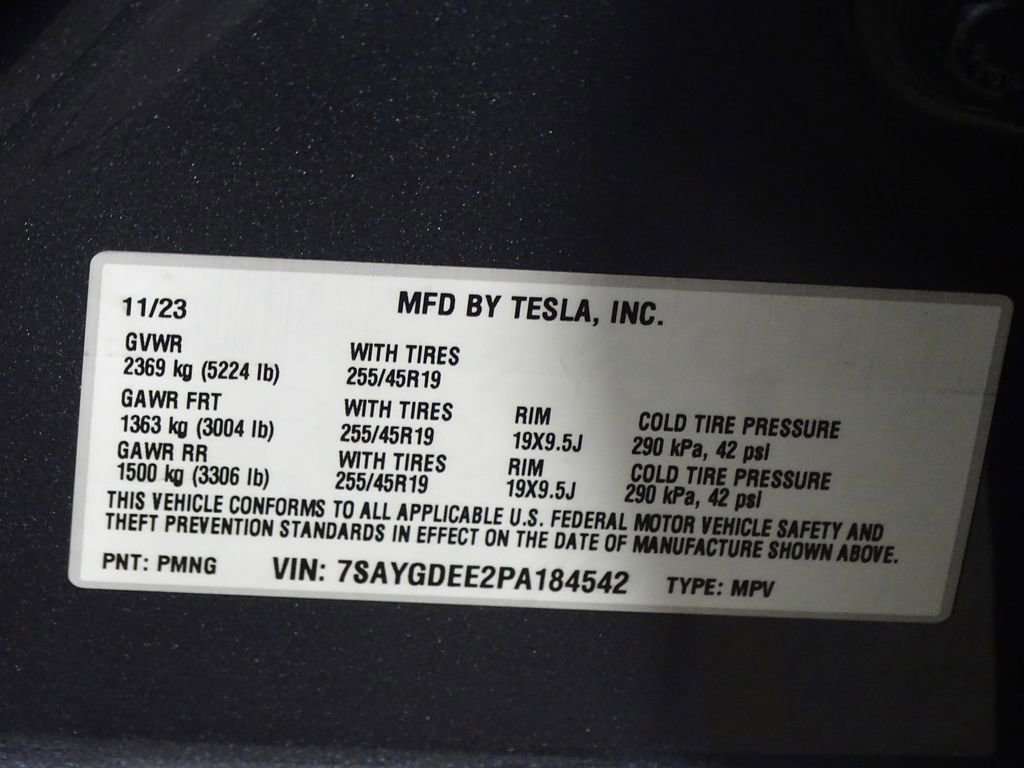 11/23 MFD BY TESLA, INC.
GVWR
2369 kg (5224 lb)
WITH TIRES
255/45R19
GAWR FRT
1363 kg (3004 lb)
WITH TIRES
255/45R19
RIM
19X9.5J
COLD TIRE PRESSURE
290 kPa, 42 psi
GAWR RR
1500 kg (3306 lb)
WITH TIRES
255/45R19
RIM
19X9.5J
COLD TIRE PRESSURE
290 kPa, 42 psi
THIS VEHICLE CONFORMS TO ALL APPLICABLE U.S. FEDERAL MOTOR VEHICLE SAFETY AND
THEFT PREVENTION STANDARDS IN EFFECT ON THE DATE OF MANUFACTURE SHOWN ABOVE.
PNT: PMNG VIN: 7SAYGDEE2PA184542 TYPE: MPV